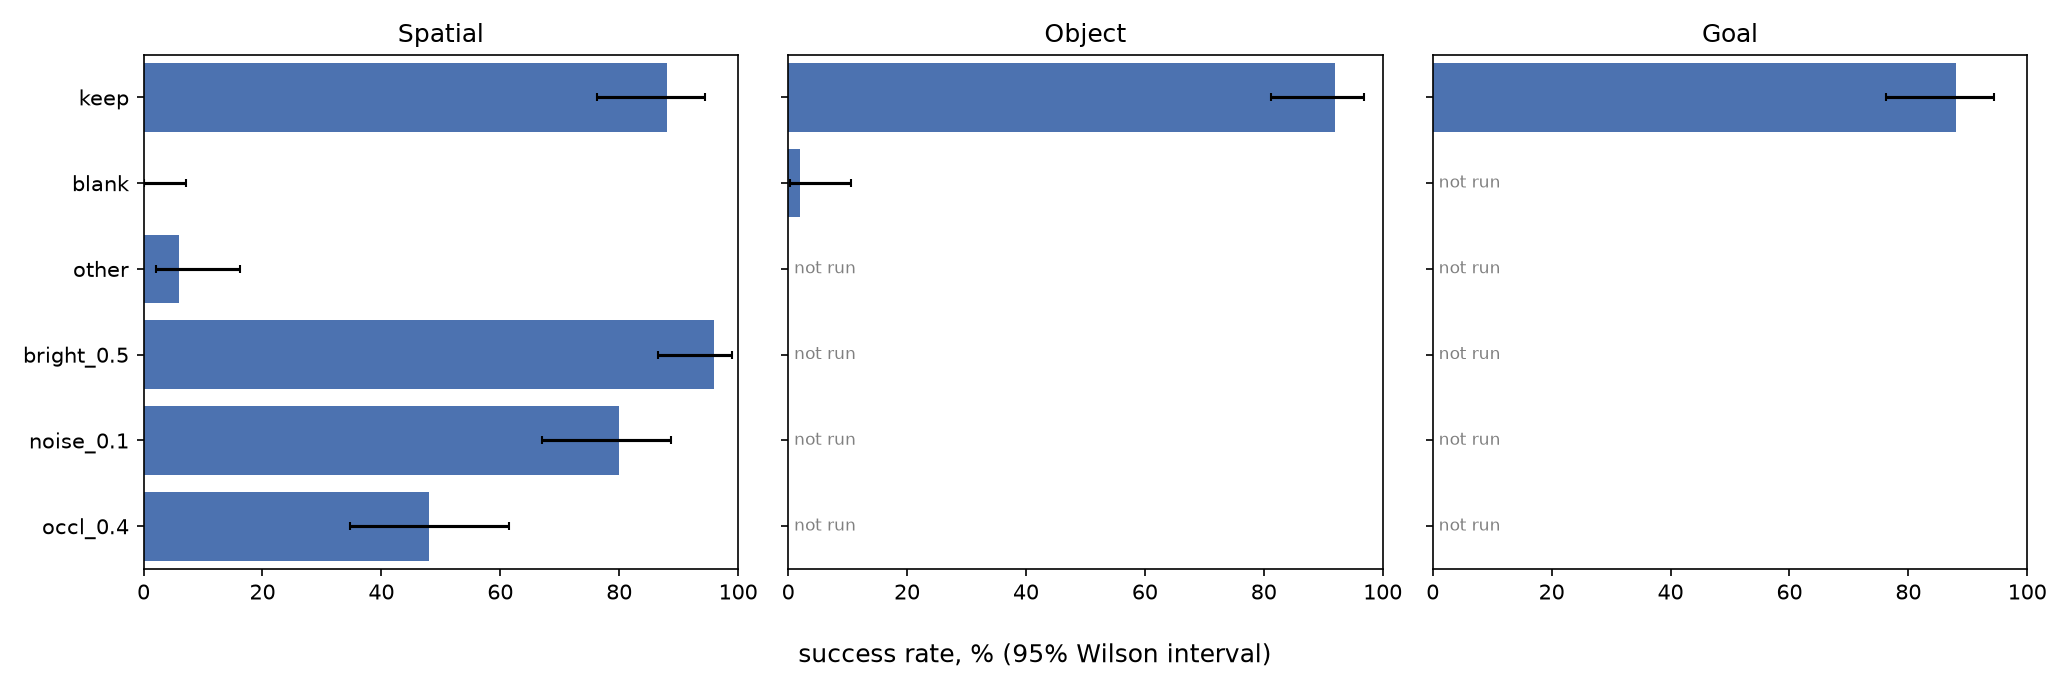 Spatial
Object
Goal
keep
blank
not run
other
not run
not run
bright_0.5
not run
not run
noise_0.1
not run
not run
occl_0.4
not run
not run
0 20 40 60 80 100
0 20 40 60 80 100
0 20 40 60 80 100
success rate, % (95% Wilson interval)